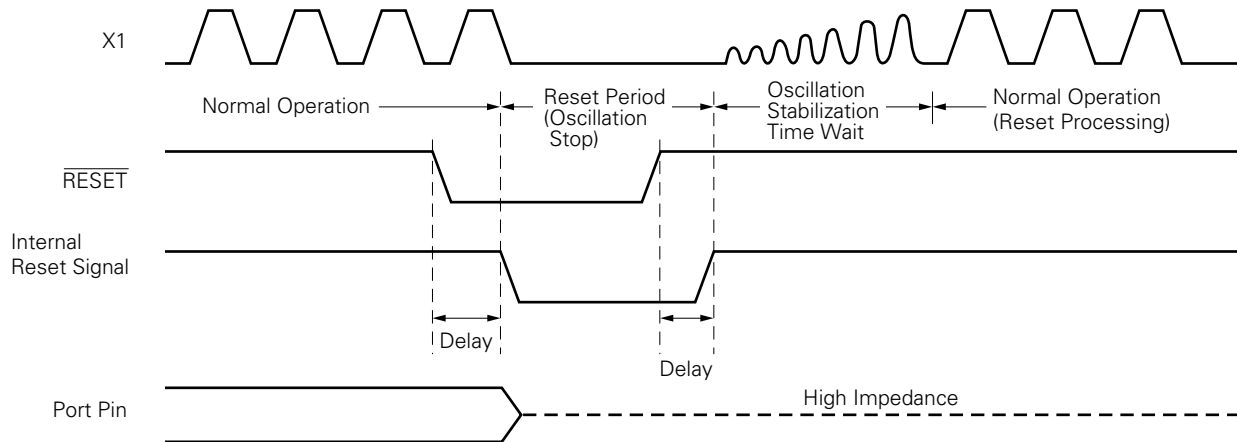 X1
Normal Operation
Reset Period
(Oscillation
Stop)
Oscillation
Stabilization
Time Wait
Normal Operation
(Reset Processing)
RESET
Internal
Reset Signal
Delay
Delay
Port Pin
High Impedance